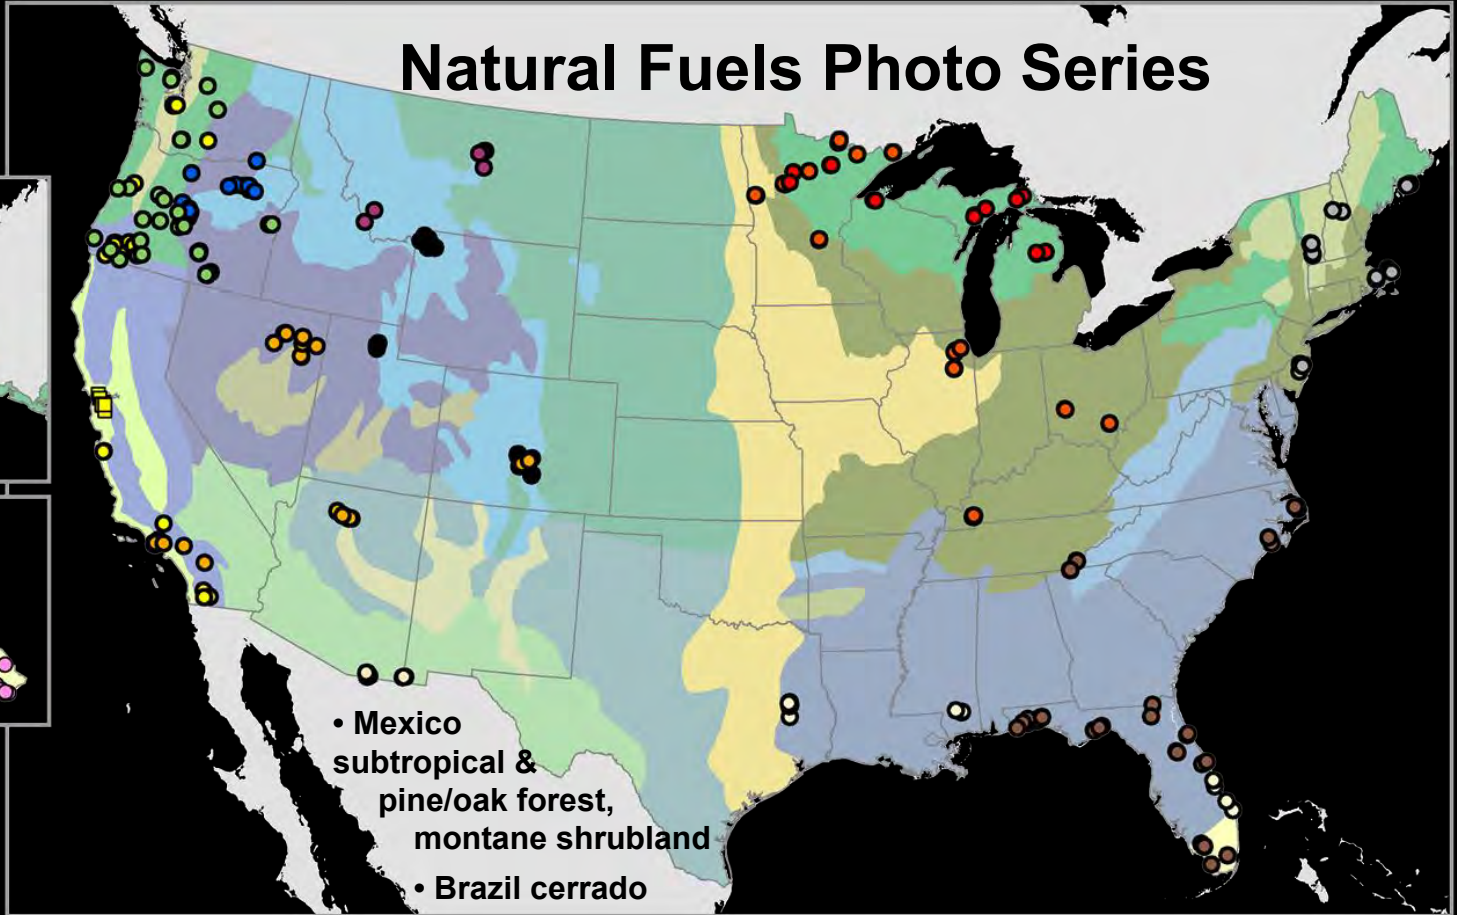 Natural Fuels Photo Series
• Mexico
subtropical &
pine/oak forest,
montane shrubland
• Brazil cerrado